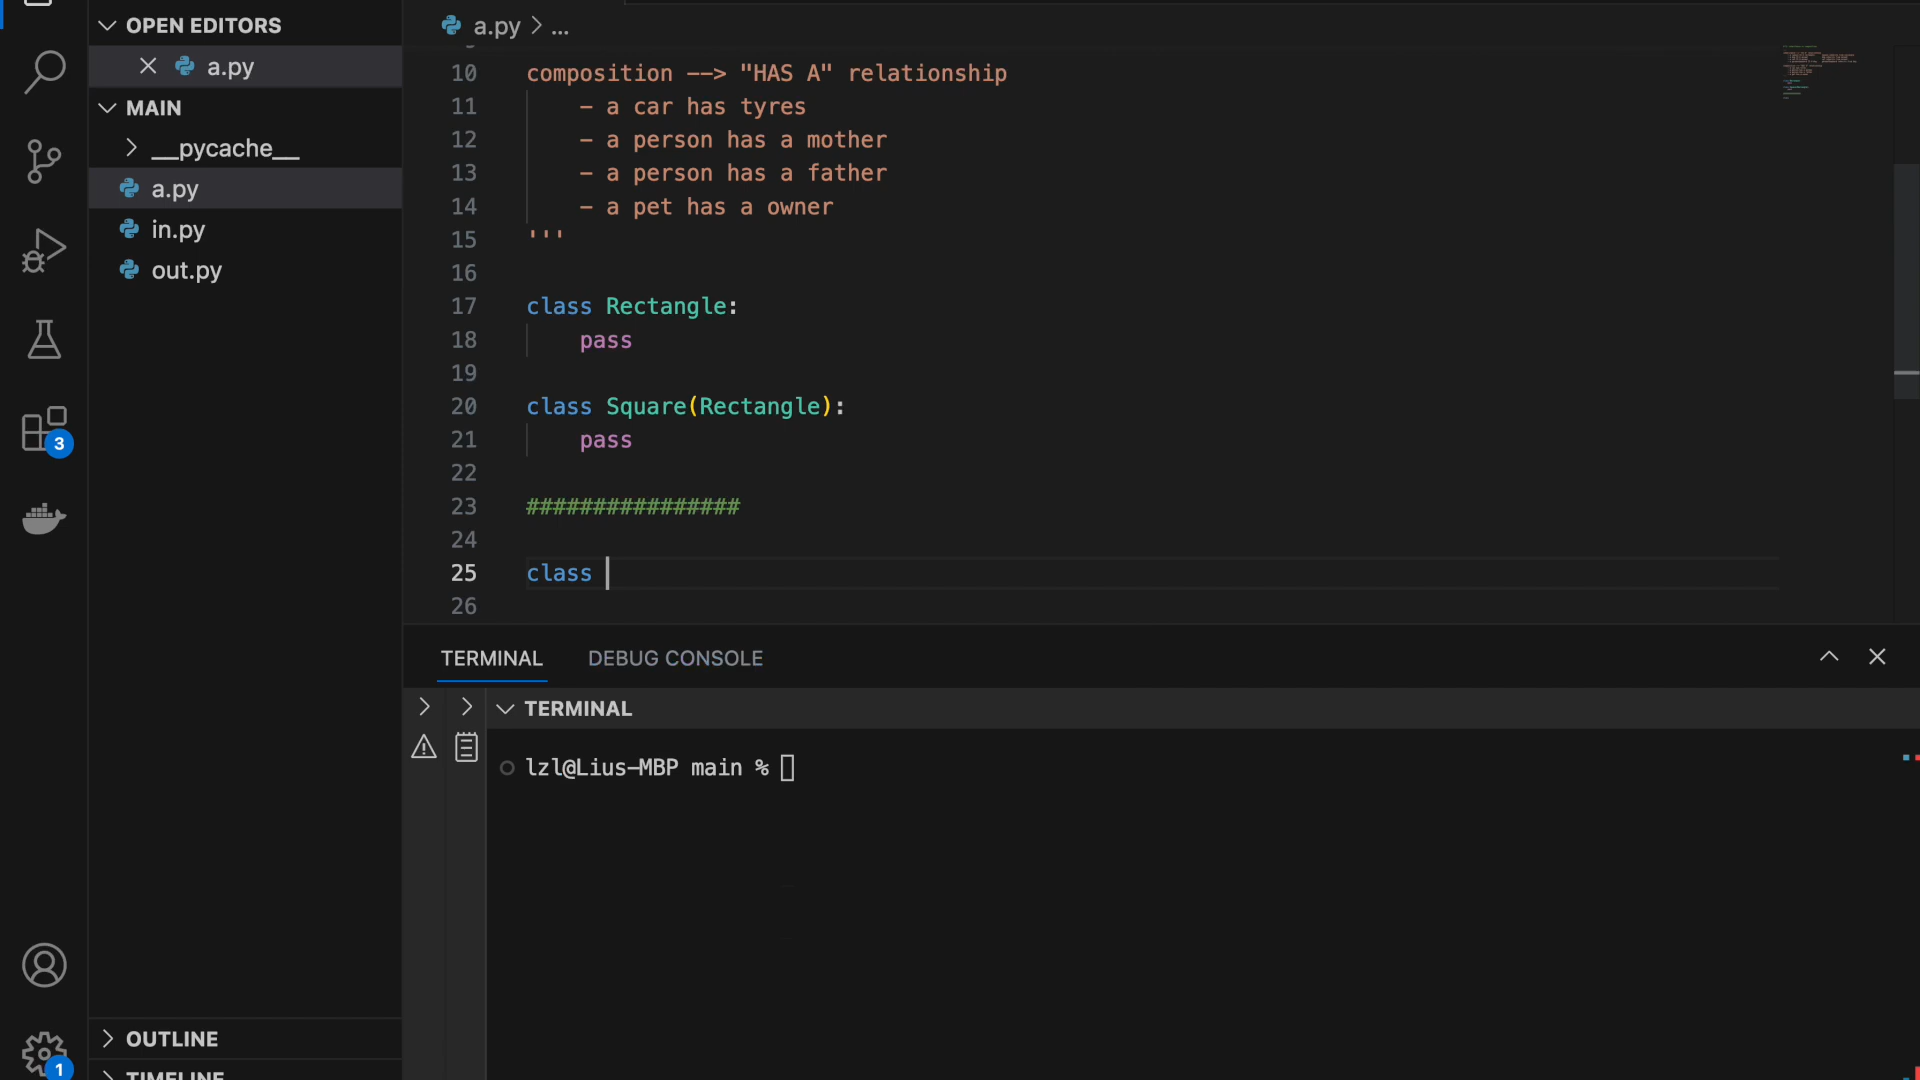 OPEN EDITORS
a.py
MAIN
__pycache__
a.py
in.py
out.py
3
1
OUTLINE
TIMELINE
a.py > ...
10 composition --> "HAS A" relationship
11 - a car has tyres
12 - a person has a mother
13 - a person has a father
14 - a pet has a owner
15 '''
16
17 class Rectangle:
18 pass
19
20 class Square(Rectangle):
21 pass
22
23 ################
24
25 class
26
TERMINAL DEBUG CONSOLE
TERMINAL
lzl@Lius-MBP main %